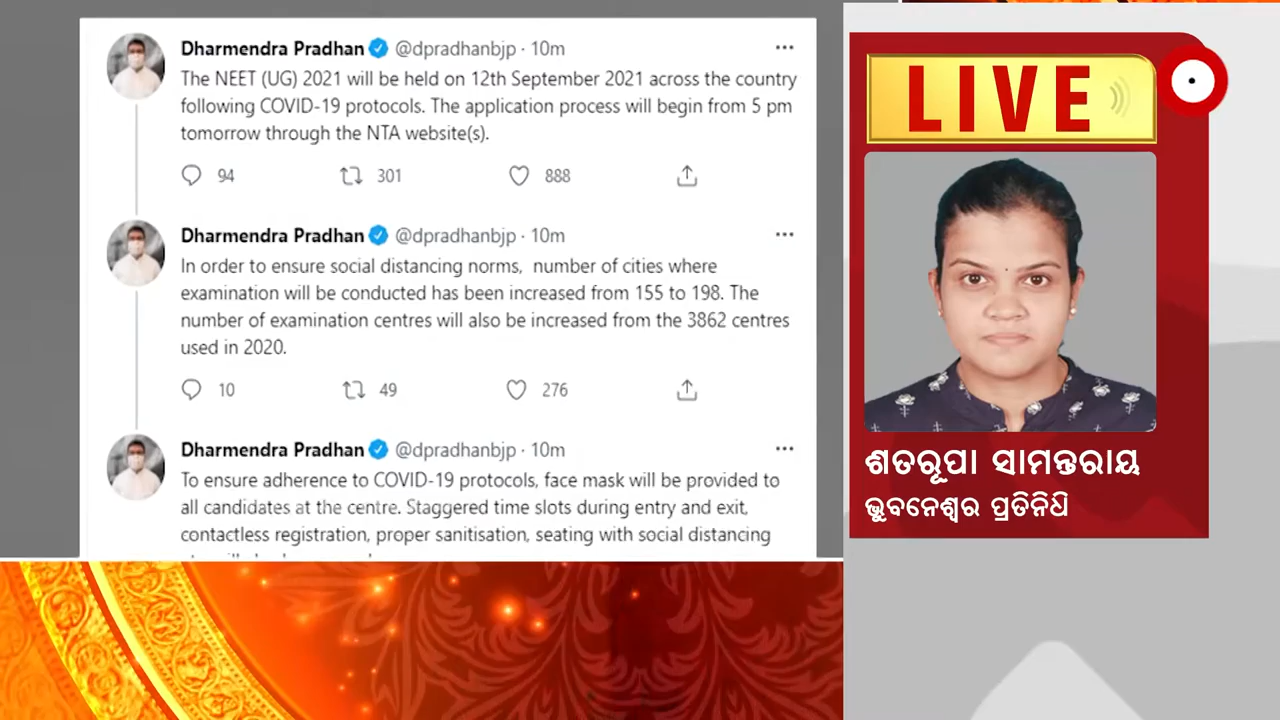 Dharmendra Pradhan @dpradhanbjp · 10m
The NEET (UG) 2021 will be held on 12th September 2021 across the country
following COVID-19 protocols. The application process will begin from 5 pm
tomorrow through the NTA website(s).
94 301 888
Dharmendra Pradhan @dpradhanbjp · 10m
In order to ensure social distancing norms, number of cities where
examination will be conducted has been increased from 155 to 198. The
number of examination centres will also be increased from the 3862 centres
used in 2020.
10 49 276
Dharmendra Pradhan @dpradhanbjp · 10m
To ensure adherence to COVID-19 protocols, face mask will be provided to
all candidates at the centre. Staggered time slots during entry and exit,
contactless registration, proper sanitisation, seating with social distancing
LIVE
ଶତରୂପା ସାମନ୍ତରାୟ
ଭୁବନେଶ୍ୱର ପ୍ରତିନିଧି